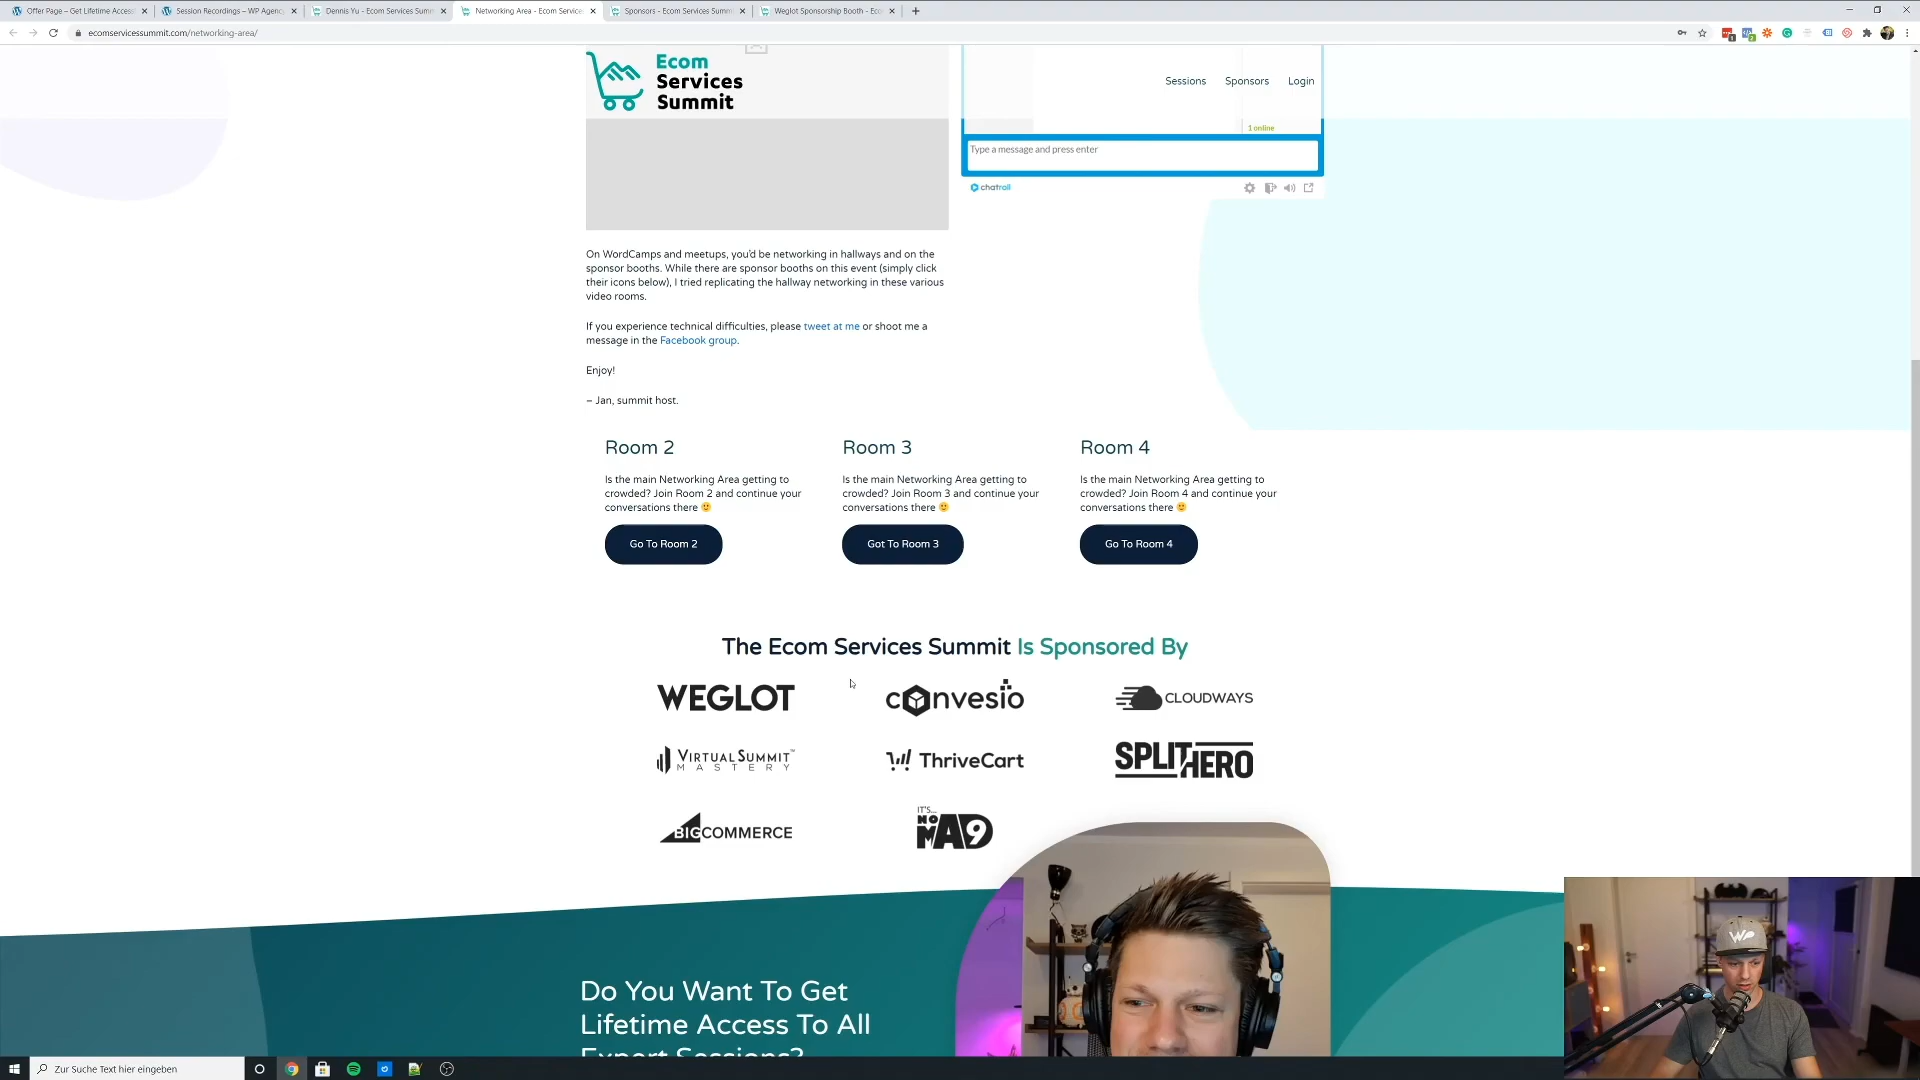 Offer Page – Get Lifetime Access
Session Recordings – WP Agency
Dennis Yu - Ecom Services Summ
Networking Area - Ecom Services
Sponsors - Ecom Services Summi
Weglot Sponsorship Booth - Eco
ecomservicessummit.com/networking-area/
Ecom
Services
Summit
Sessions
Sponsors
Login
1 online
Type a message and press enter
chatroll
On WordCamps and meetups, you'd be networking in hallways and on the
sponsor booths. While there are sponsor booths on this event (simply click
their icons below), I tried replicating the hallway networking in these various
video rooms.
If you experience technical difficulties, please tweet at me or shoot me a
message in the Facebook group.
Enjoy!
– Jan, summit host.
Room 2
Is the main Networking Area getting to
crowded? Join Room 2 and continue your
conversations there 🙂
Go To Room 2
Room 3
Is the main Networking Area getting to
crowded? Join Room 3 and continue your
conversations there 🙂
Got To Room 3
Room 4
Is the main Networking Area getting to
crowded? Join Room 4 and continue your
conversations there 🙂
Go To Room 4
The Ecom Services Summit Is Sponsored By
WEGLOT
convesio
CLOUDWAYS
VIRTUAL SUMMIT™
MASTERY
ThriveCart
SPLITHERO
BIGCOMMERCE
IT'S...
NO
MAD9
Do You Want To Get
Lifetime Access To All
Expert Sessions?
Zur Suche Text hier eingeben